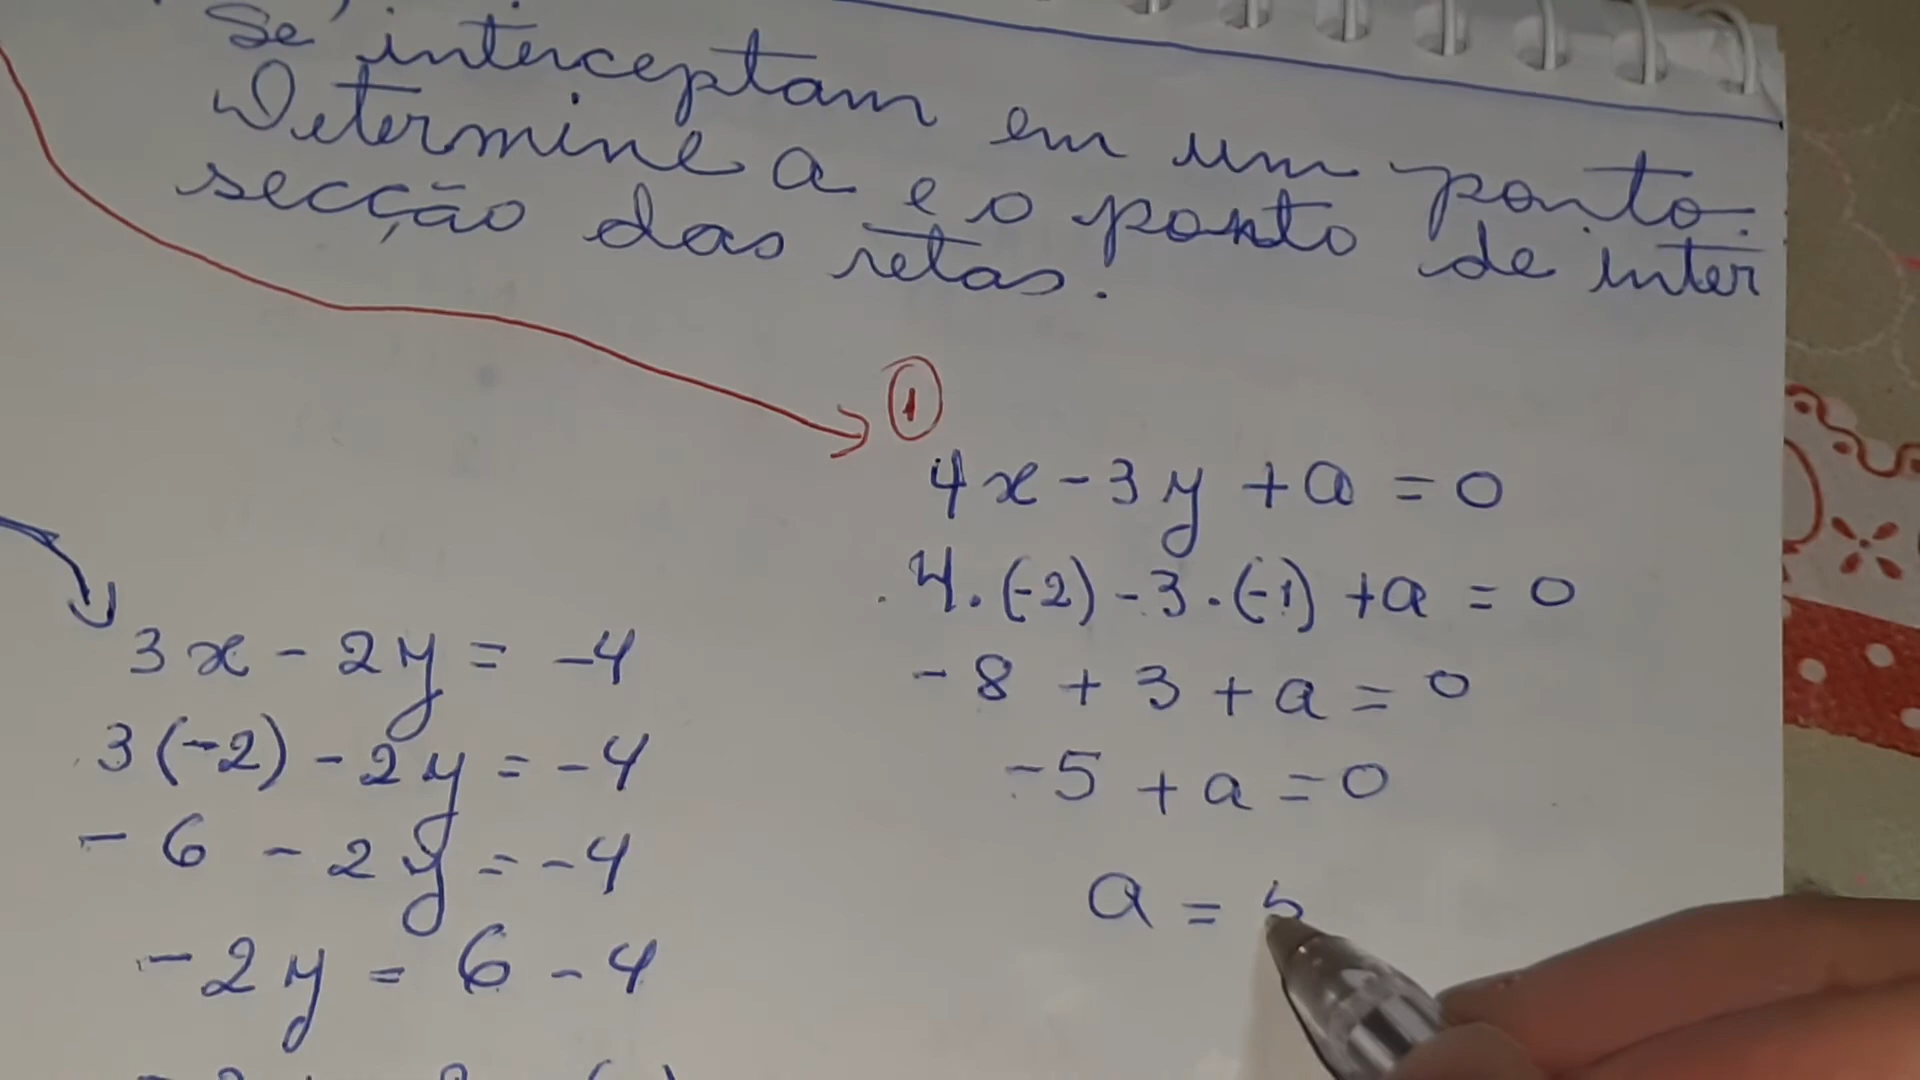 Se interceptam em um ponto.
Determine a e o ponto de inter
secção das retas.
1
4x - 3y + a = 0
4 . (-2) - 3 . (-1) + a = 0
- 8 + 3 + a = 0
-5 + a = 0
a = 5
3x - 2y = -4
3(-2) - 2y = -4
- 6 - 2y = -4
- 2y = 6 - 4